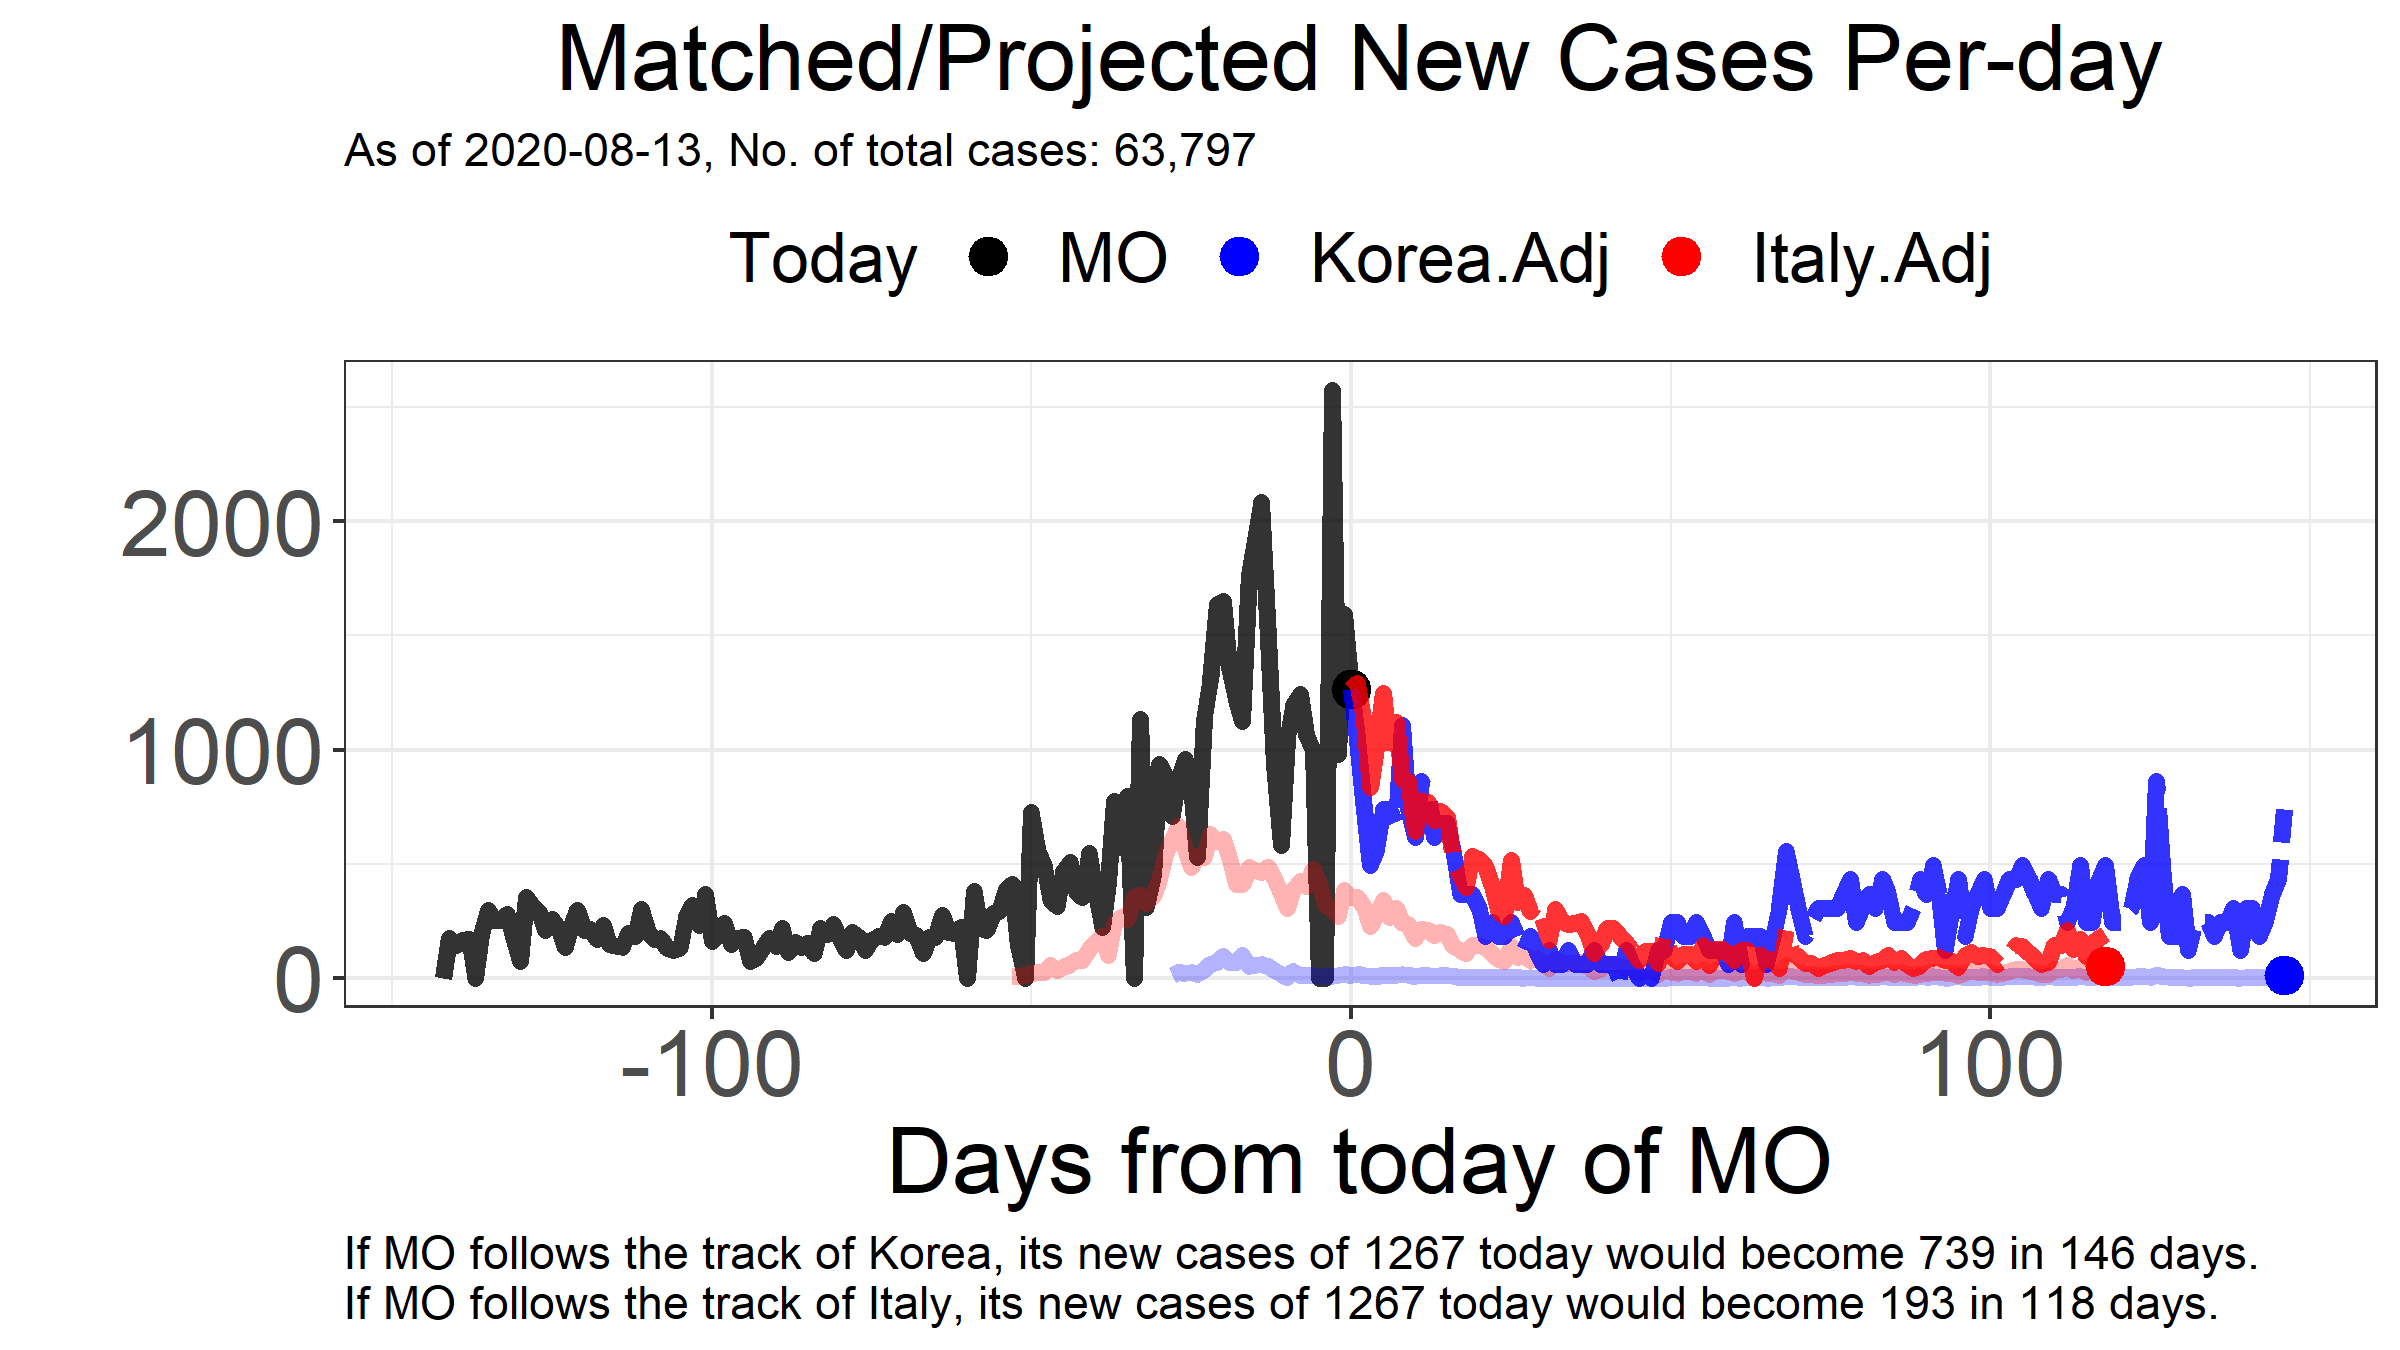 Matched/Projected New Cases Per-day
As of 2020-08-13, No. of total cases: 63,797
Today MO Korea.Adj Italy.Adj
2000
1000
0
-100 0 100
Days from today of MO
If MO follows the track of Korea, its new cases of 1267 today would become 739 in 146 days.
If MO follows the track of Italy, its new cases of 1267 today would become 193 in 118 days.